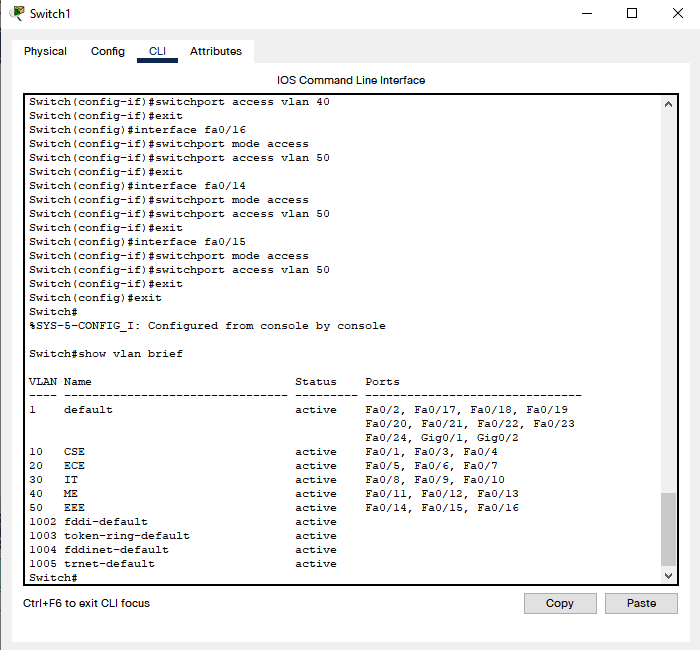 Switch1
Physical Config CLI Attributes
IOS Command Line Interface
Switch(config-if)#switchport access vlan 40
Switch(config-if)#exit
Switch(config)#interface fa0/16
Switch(config-if)#switchport mode access
Switch(config-if)#switchport access vlan 50
Switch(config-if)#exit
Switch(config)#interface fa0/14
Switch(config-if)#switchport mode access
Switch(config-if)#switchport access vlan 50
Switch(config-if)#exit
Switch(config)#interface fa0/15
Switch(config-if)#switchport mode access
Switch(config-if)#switchport access vlan 50
Switch(config-if)#exit
Switch(config)#exit
Switch#
%SYS-5-CONFIG_I: Configured from console by console
Switch#show vlan brief
VLAN Name                             Status    Ports
---- -------------------------------- --------- -------------------------------
1    default                          active    Fa0/2, Fa0/17, Fa0/18, Fa0/19
                                                Fa0/20, Fa0/21, Fa0/22, Fa0/23
                                                Fa0/24, Gig0/1, Gig0/2
10   CSE                              active    Fa0/1, Fa0/3, Fa0/4
20   ECE                              active    Fa0/5, Fa0/6, Fa0/7
30   IT                               active    Fa0/8, Fa0/9, Fa0/10
40   ME                               active    Fa0/11, Fa0/12, Fa0/13
50   EEE                              active    Fa0/14, Fa0/15, Fa0/16
1002 fddi-default                     active
1003 token-ring-default               active
1004 fddinet-default                  active
1005 trnet-default                    active
Switch#
Ctrl+F6 to exit CLI focus
Copy Paste